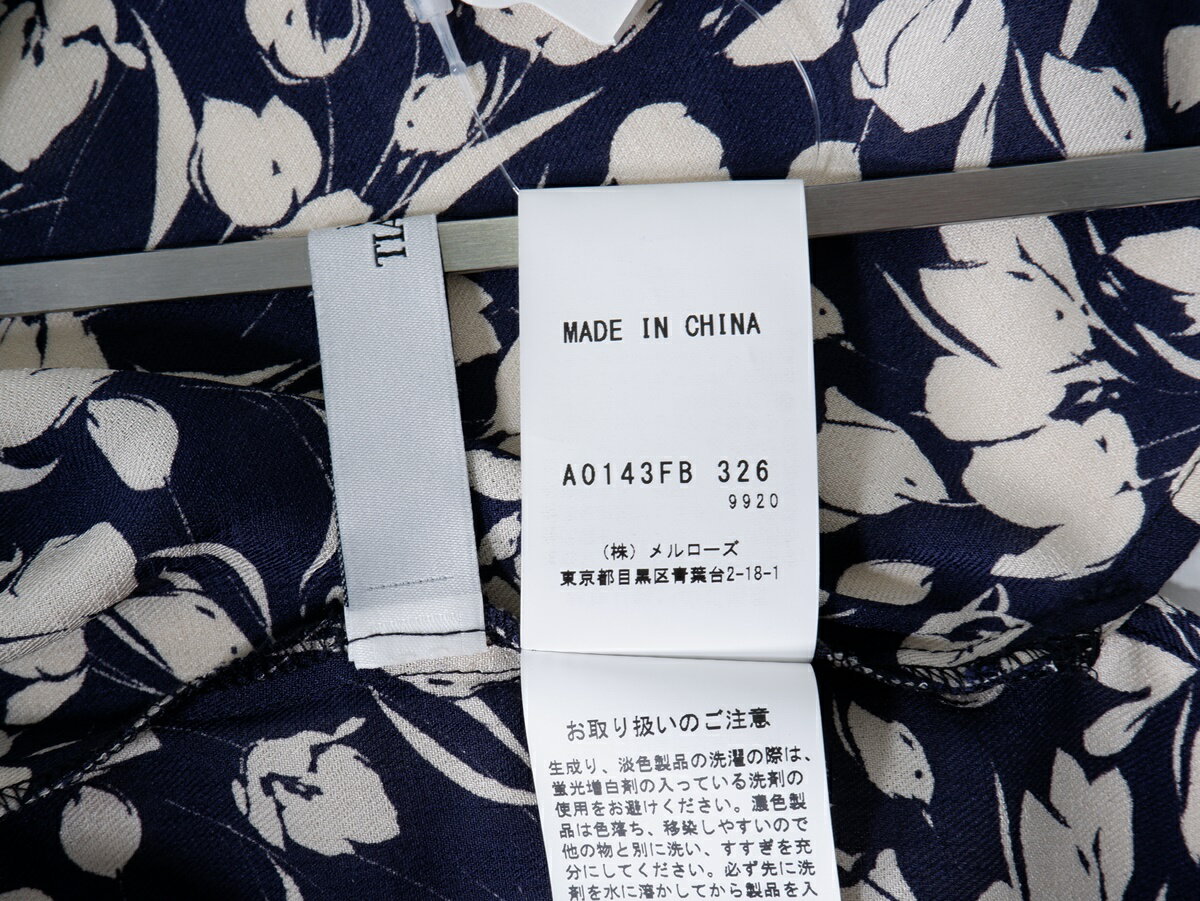 TIA
MADE IN CHINA
A0143FB 326
9920
(株) メルローズ
東京都目黒区青葉台2-18-1
お取り扱いのご注意
生成り、淡色製品の洗濯の際は、
蛍光増白剤の入っている洗剤の
使用をお避けください。濃色製
品は色落ち、移染しやすいので
他の物と別に洗い、すすぎを充
分にしてください。必ず先に洗
剤を水に溶かしてから製品を入